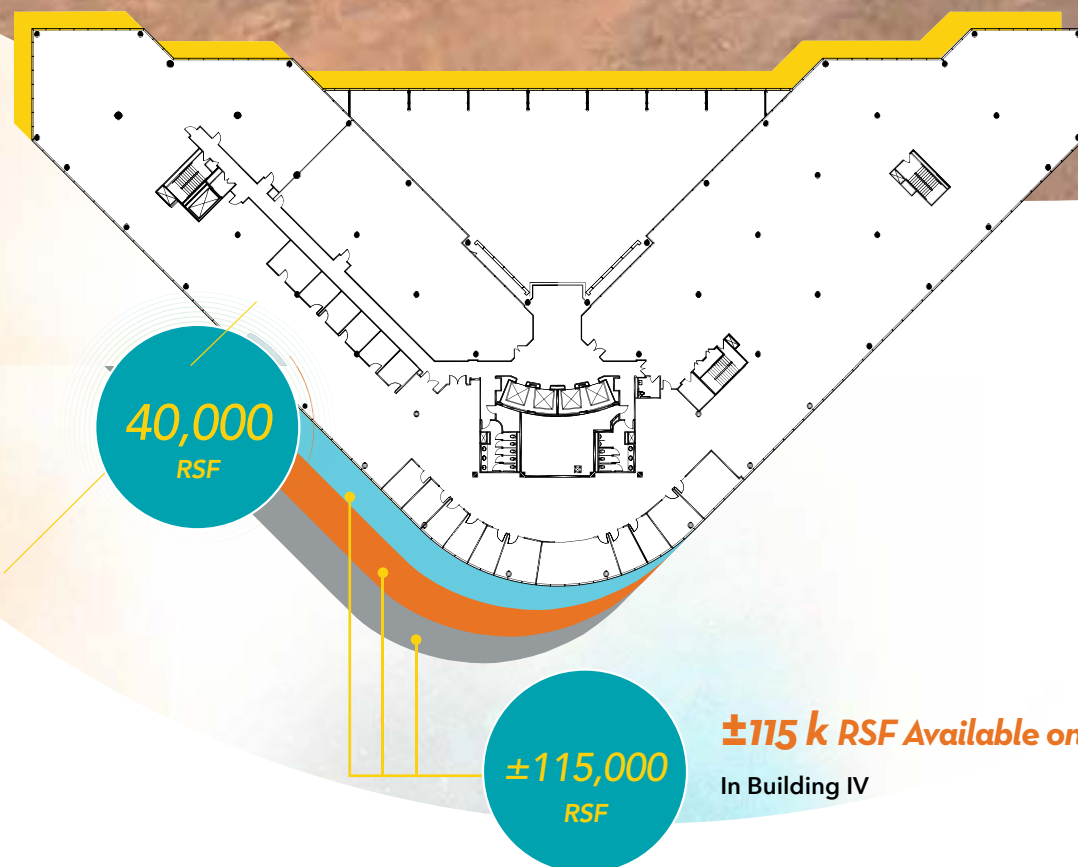 40,000
RSF
±115,000
RSF
±115 k RSF Available on
In Building IV